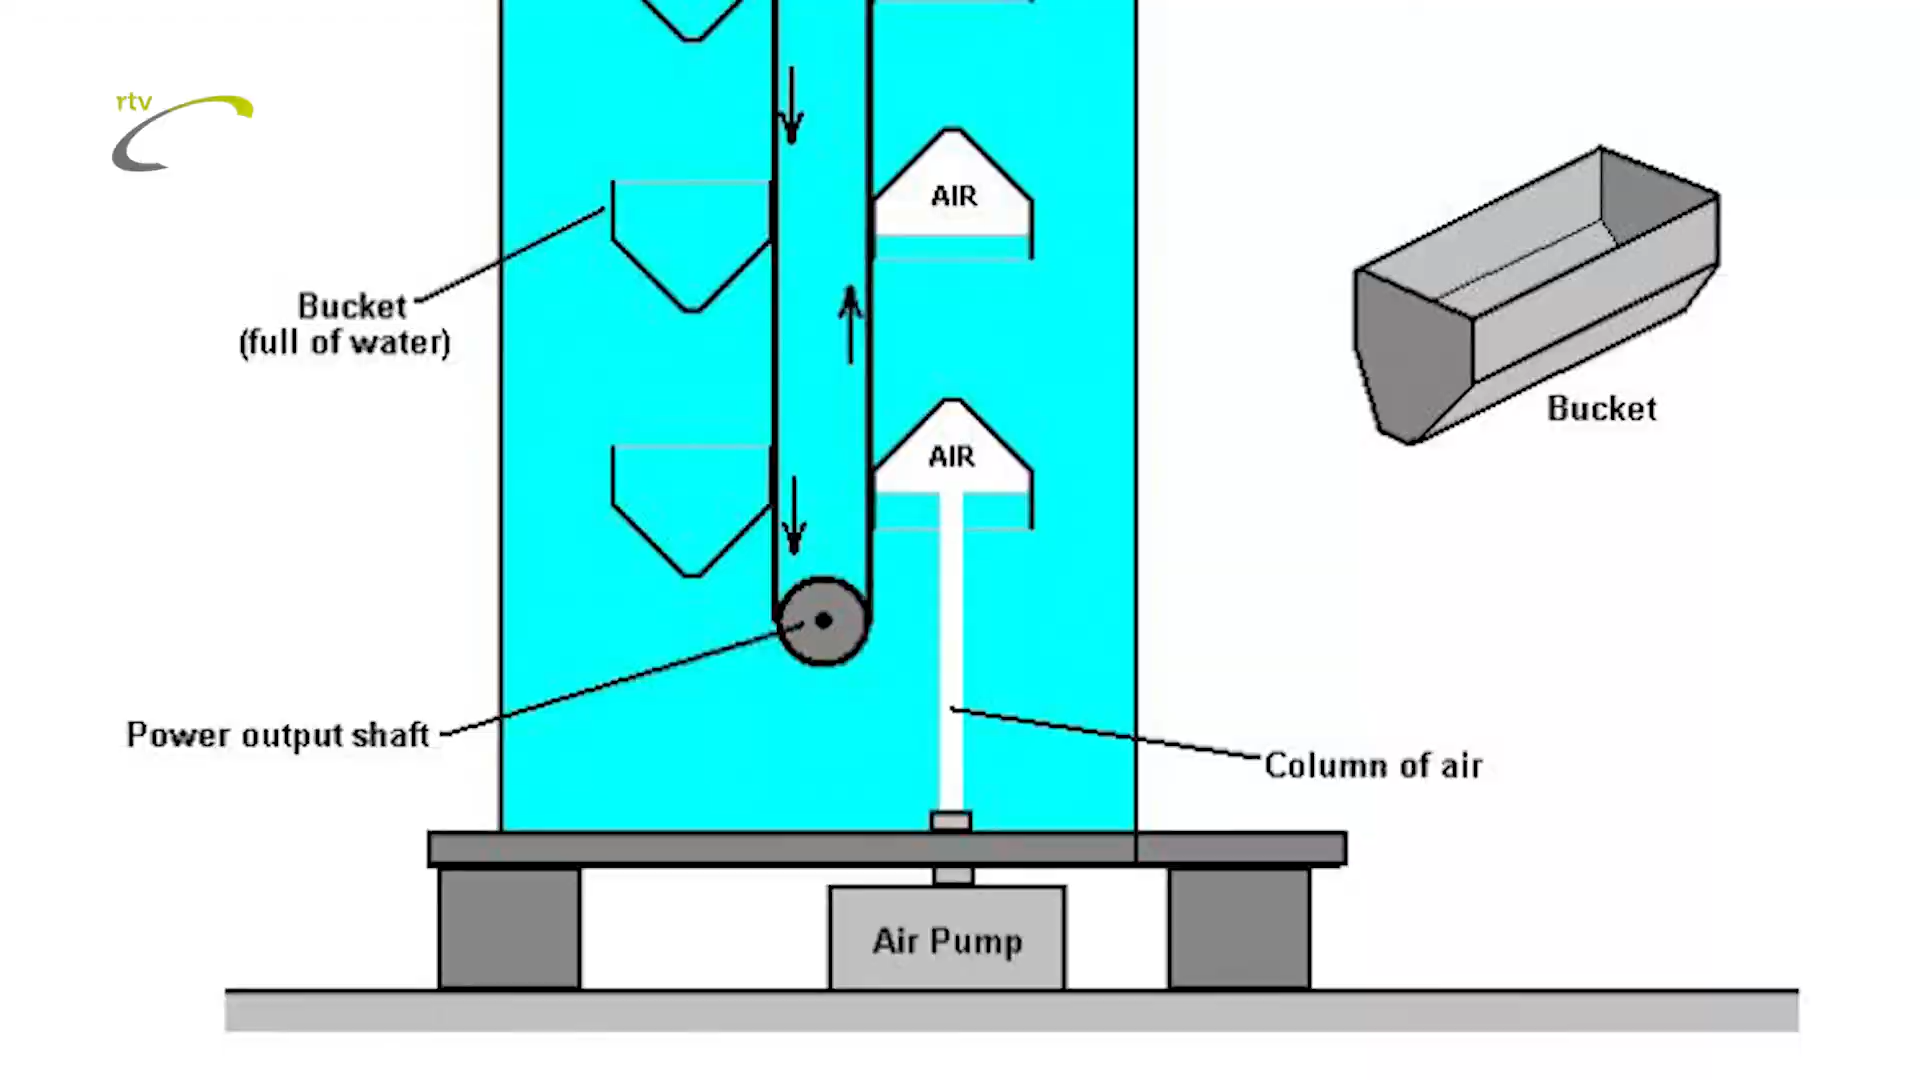 rtv
AIR
Bucket
(full of water)
Bucket
AIR
Power output shaft
Column of air
Air Pump